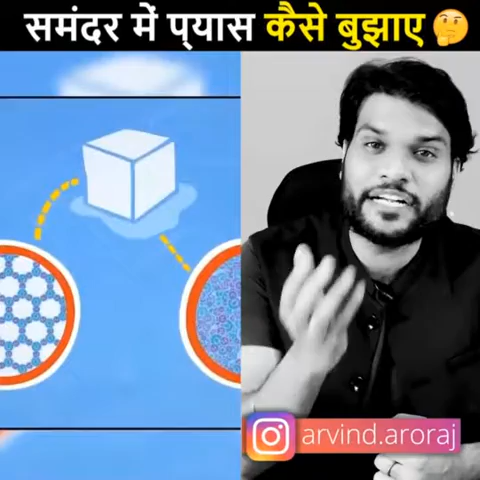 समंदर में प्यास कैसे बुझाए 🤔
arvind.aroraj